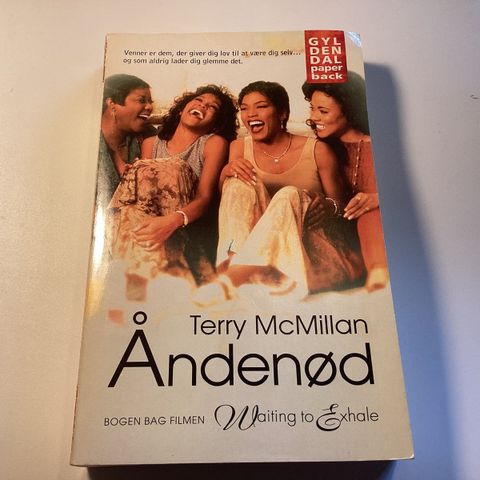 Venner er dem, der giver dig lov til at være dig selv...
og som aldrig lader dig glemme det.
GYL
DEN
DAL
paper
back
Terry McMillan
Åndenød
BOGEN BAG FILMEN Waiting to Exhale